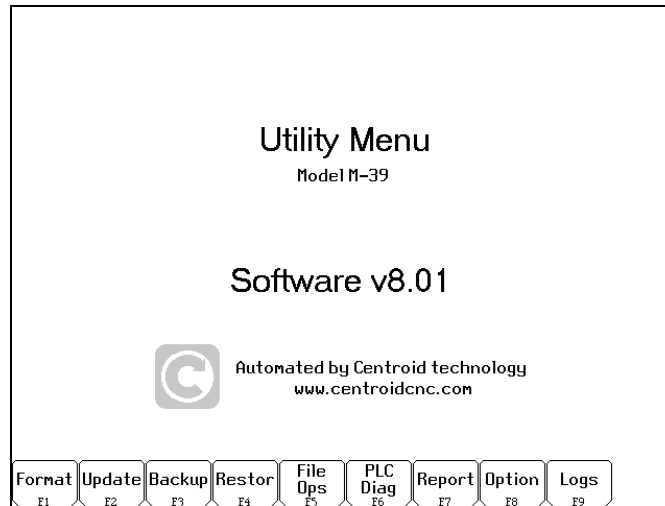 Utility Menu
Model M-39
Software v8.01
Automated by Centroid technology
www.centroidcnc.com
Format
F1
Update
F2
Backup
F3
Restor
F4
File
Ops
F5
PLC
Diag
F6
Report
F7
Option
F8
Logs
F9